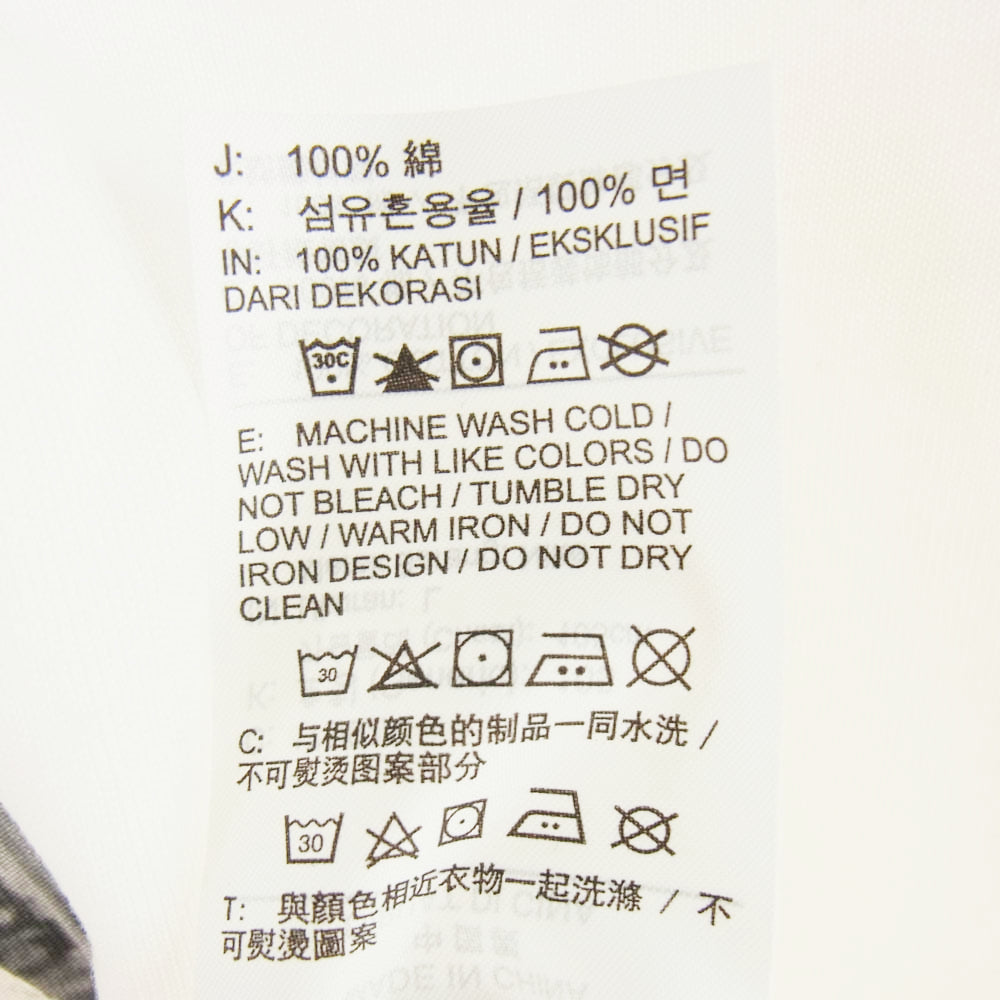 J: 100% 綿
K: 섬유혼용율 / 100% 면
IN: 100% KATUN / EKSKLUSIF
DARI DEKORASI
30C
E: MACHINE WASH COLD /
WASH WITH LIKE COLORS / DO
NOT BLEACH / TUMBLE DRY
LOW / WARM IRON / DO NOT
IRON DESIGN / DO NOT DRY
CLEAN
30
C: 与相似颜色的制品一同水洗 /
不可熨烫图案部分
30
T: 與顏色相近衣物一起洗滌 / 不
可熨燙圖案